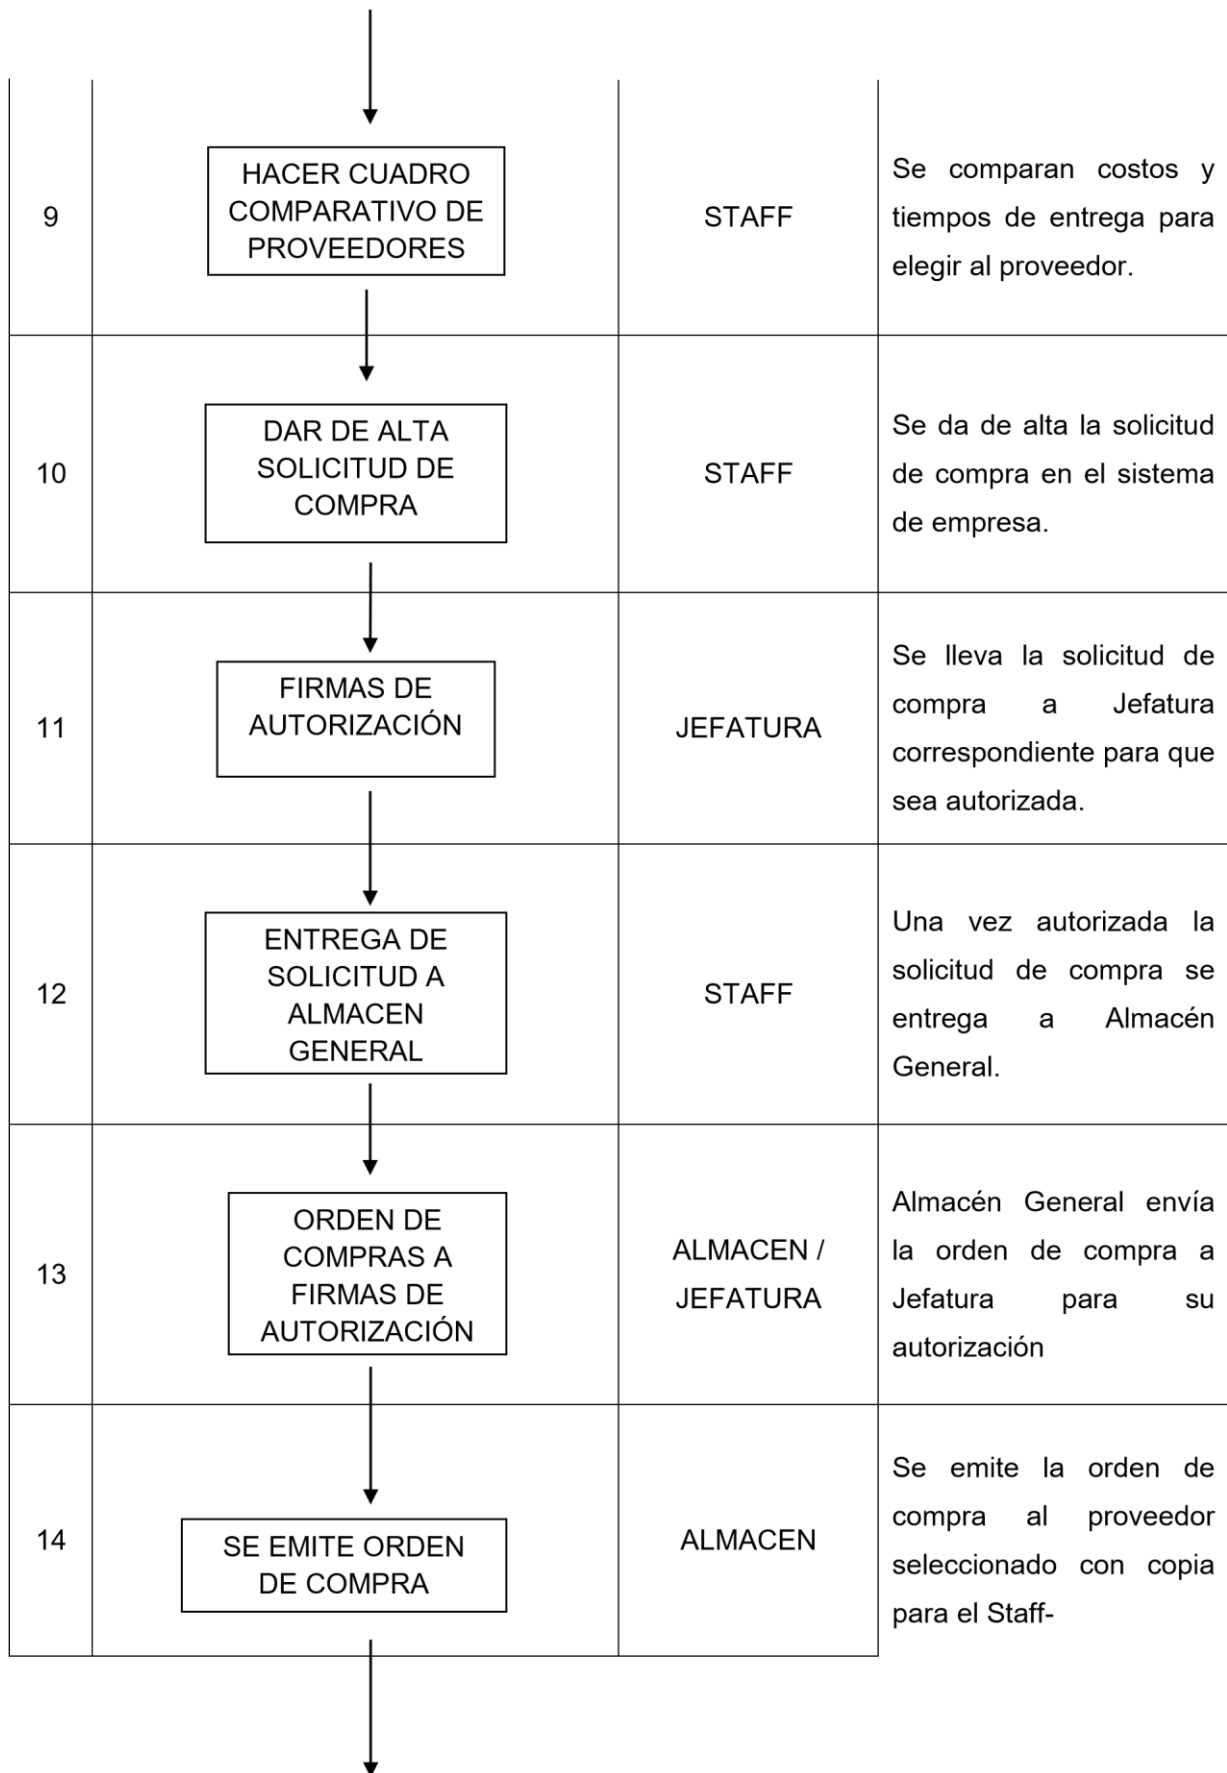 9
HACER CUADRO
COMPARATIVO DE
PROVEEDORES
STAFF
Se comparan costos y
tiempos de entrega para
elegir al proveedor.
10
DAR DE ALTA
SOLICITUD DE
COMPRA
STAFF
Se da de alta la solicitud
de compra en el sistema
de empresa.
11
FIRMAS DE
AUTORIZACIÓN
JEFATURA
Se lleva la solicitud de
compra a Jefatura
correspondiente para que
sea autorizada.
12
ENTREGA DE
SOLICITUD A
ALMACEN
GENERAL
STAFF
Una vez autorizada la
solicitud de compra se
entrega a Almacén
General.
13
ORDEN DE
COMPRAS A
FIRMAS DE
AUTORIZACIÓN
ALMACEN /
JEFATURA
Almacén General envía
la orden de compra a
Jefatura para su
autorización
14
SE EMITE ORDEN
DE COMPRA
ALMACEN
Se emite la orden de
compra al proveedor
seleccionado con copia
para el Staff-